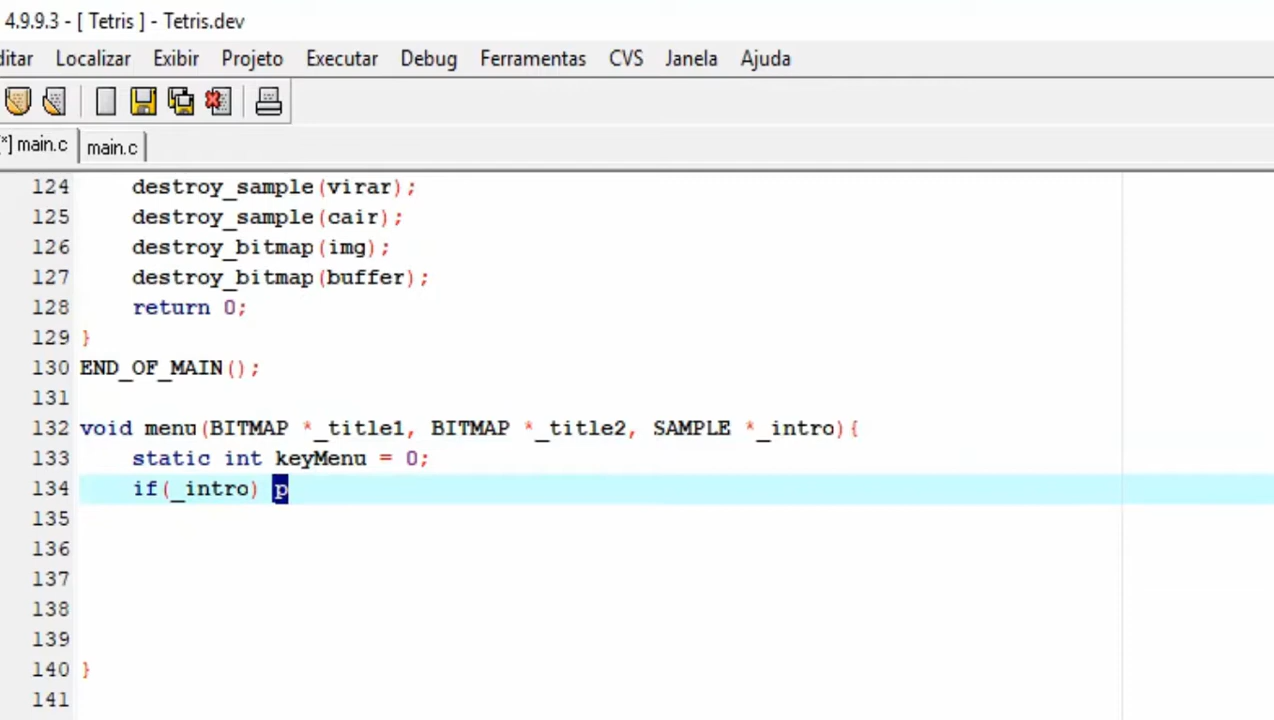 4.9.9.3 - [ Tetris ] - Tetris.dev
ditar Localizar Exibir Projeto Executar Debug Ferramentas CVS Janela Ajuda
[*] main.c main.c
124 destroy_sample(virar);
125 destroy_sample(cair);
126 destroy_bitmap(img);
127 destroy_bitmap(buffer);
128 return 0;
129 }
130 END_OF_MAIN();
131
132 void menu(BITMAP *_title1, BITMAP *_title2, SAMPLE *_intro){
133 static int keyMenu = 0;
134 if(_intro) p
135
136
137
138
139
140 }
141